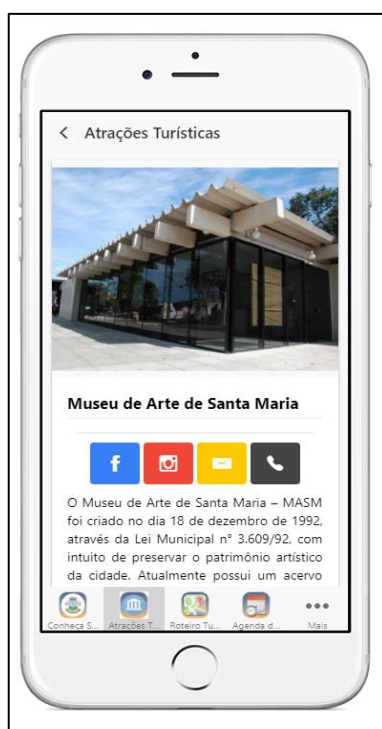 Atrações Turísticas
Museu de Arte de Santa Maria
f
O Museu de Arte de Santa Maria – MASM
foi criado no dia 18 de dezembro de 1992,
através da Lei Municipal n° 3.609/92, com
intuito de preservar o patrimônio artístico
da cidade. Atualmente possui um acervo
Conheça S... Atrações T... Roteiro Tu... Agenda d... Mais